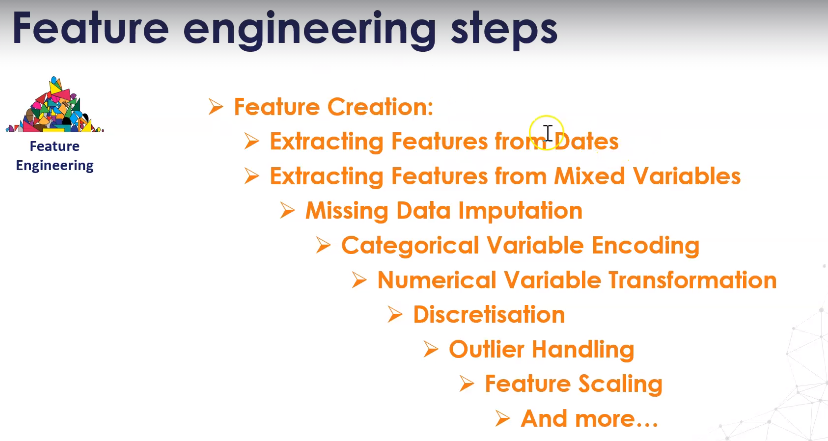 Feature engineering steps
Feature Creation:
Extracting Features from Dates
Extracting Features from Mixed Variables
Missing Data Imputation
Categorical Variable Encoding
Numerical Variable Transformation
Discretisation
Outlier Handling
Feature Scaling
And more...
Feature
Engineering